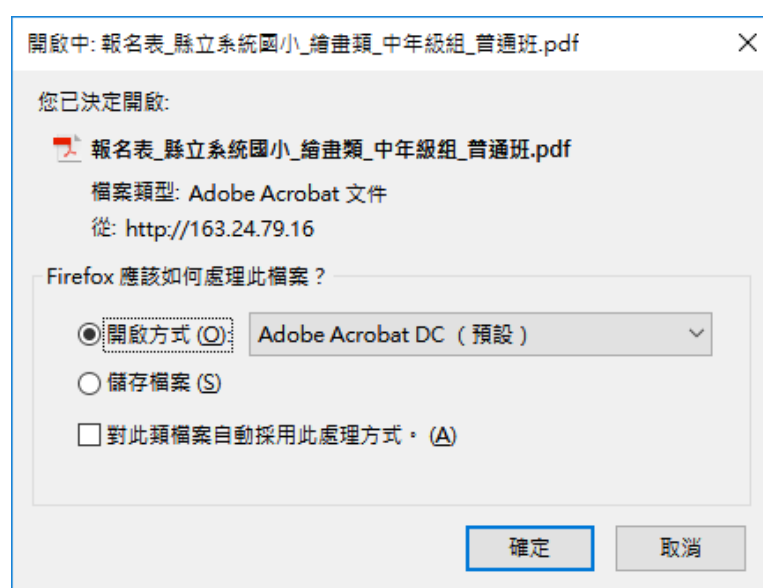 開啟中: 報名表_縣立系統國小_繪畫類_中年級組_普通班.pdf
您已決定開啟:
報名表_縣立系統國小_繪畫類_中年級組_普通班.pdf
檔案類型: Adobe Acrobat 文件
從: http://163.24.79.16
Firefox 應該如何處理此檔案？
開啟方式 (O): Adobe Acrobat DC （預設）
儲存檔案 (S)
對此類檔案自動採用此處理方式。(A)
確定 取消